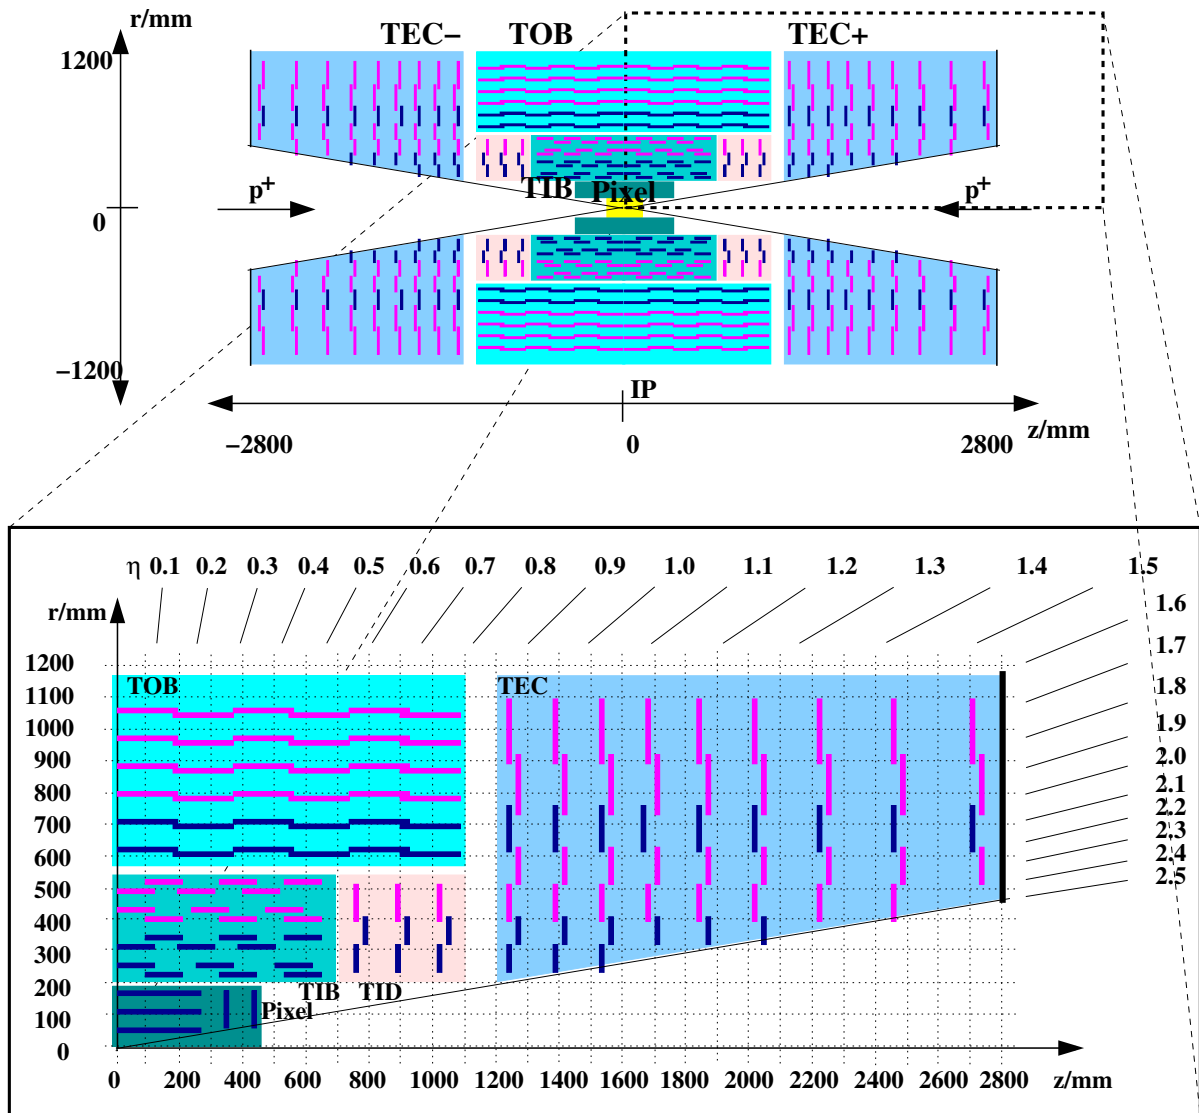 r/mm
TEC− TOB TEC+
1200
TIB Pixel
p+ p+
0
−1200
IP
−2800 0 2800 z/mm
η 0.1 0.2 0.3 0.4 0.5 0.6 0.7 0.8 0.9 1.0 1.1 1.2 1.3 1.4 1.5
r/mm 1.6
1.7
1200
TOB TEC 1.8
1100
1.9
1000
2.0
900
2.1
800
2.2
700
2.3
600
2.4
500
2.5
400
300
200
TIB TID
Pixel
100
0
0 200 400 600 800 1000 1200 1400 1600 1800 2000 2200 2400 2600 2800 z/mm